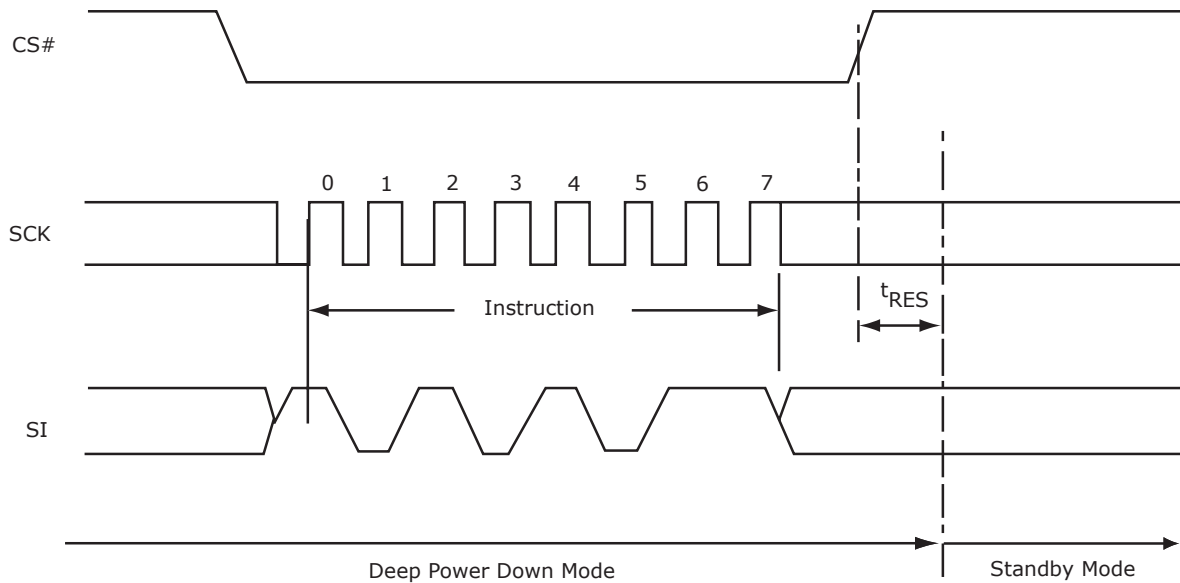 CS#
0 1 2 3 4 5 6 7
SCK
tRES
Instruction
SI
Deep Power Down Mode
Standby Mode